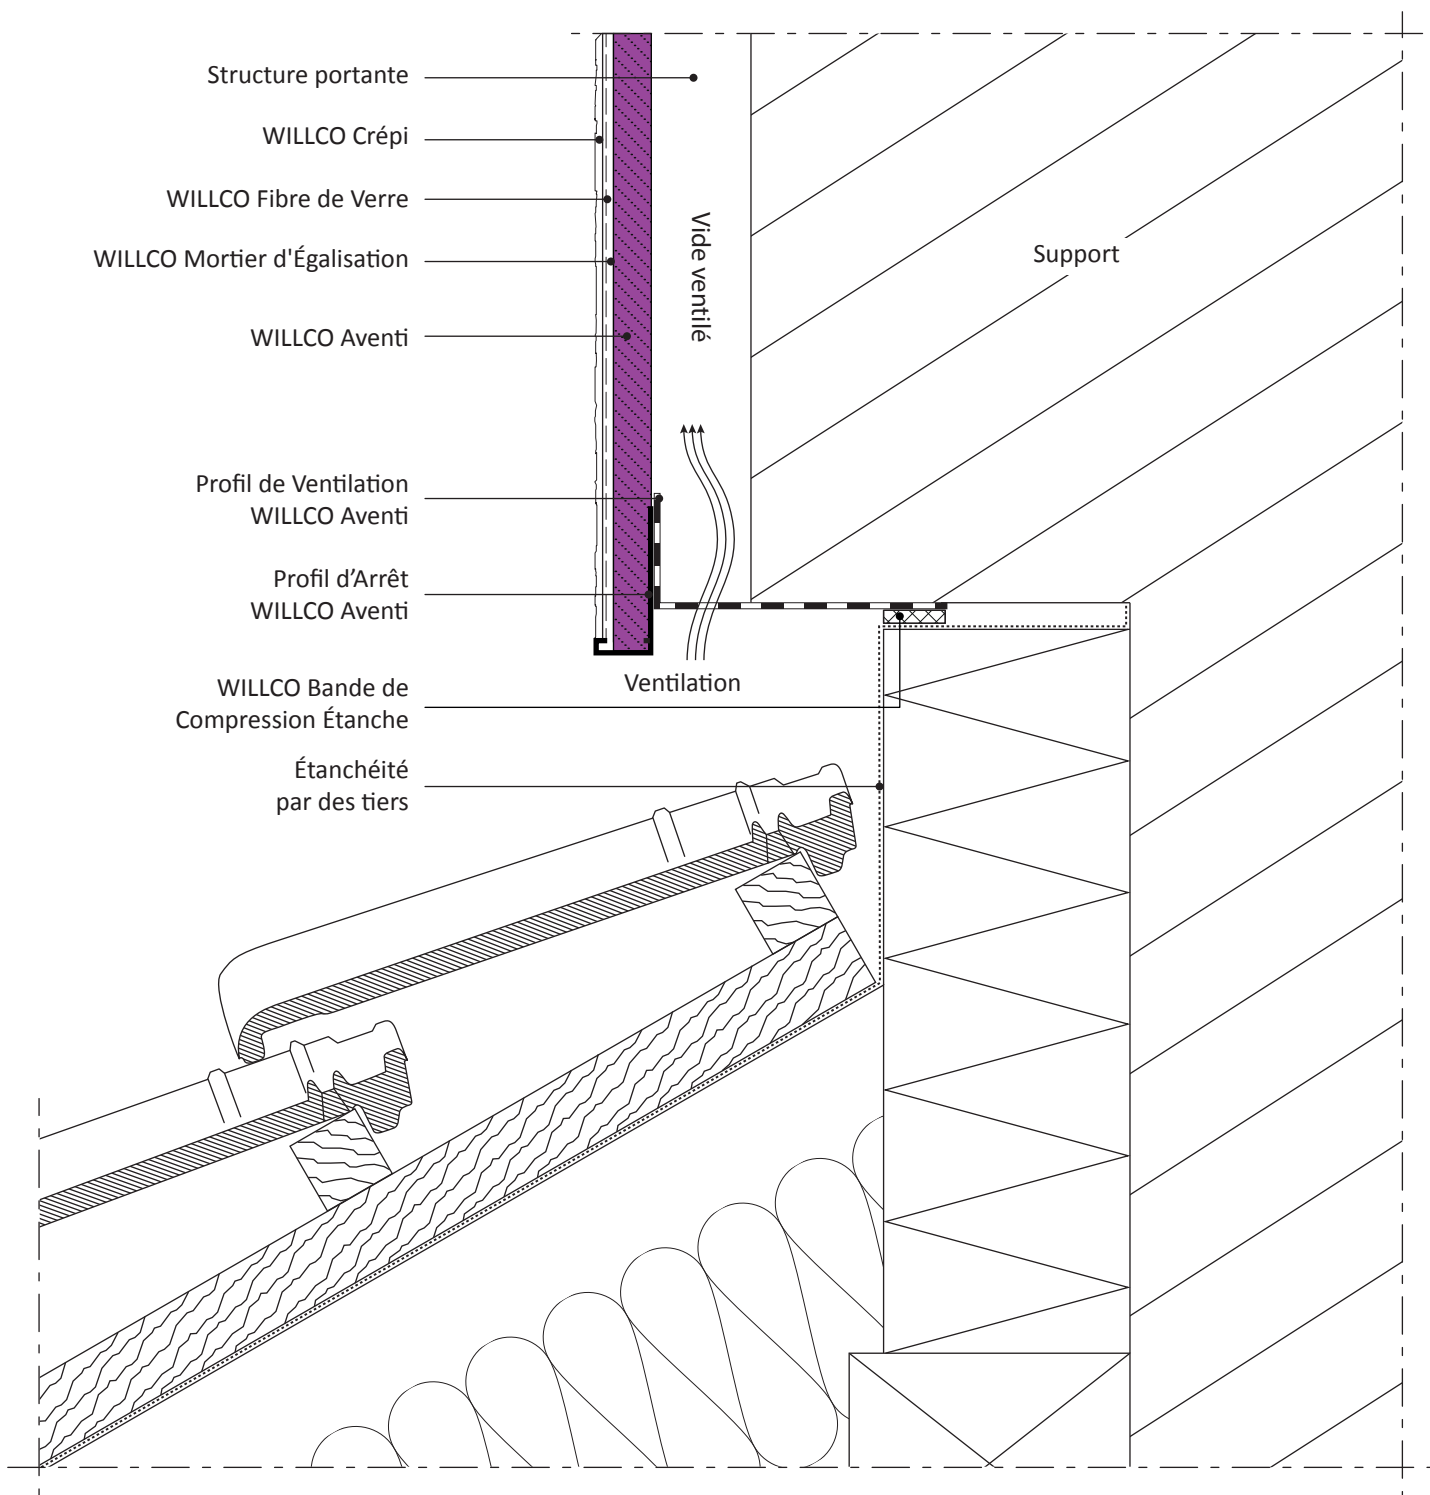 Structure portante
WILLCO Crépi
WILLCO Fibre de Verre
WILLCO Mortier d'Égalisation
WILLCO Aventi
Vide ventilé
Support
Profil de Ventilation
WILLCO Aventi
Profil d’Arrêt
WILLCO Aventi
Ventilation
WILLCO Bande de
Compression Étanche
Étanchéité
par des tiers